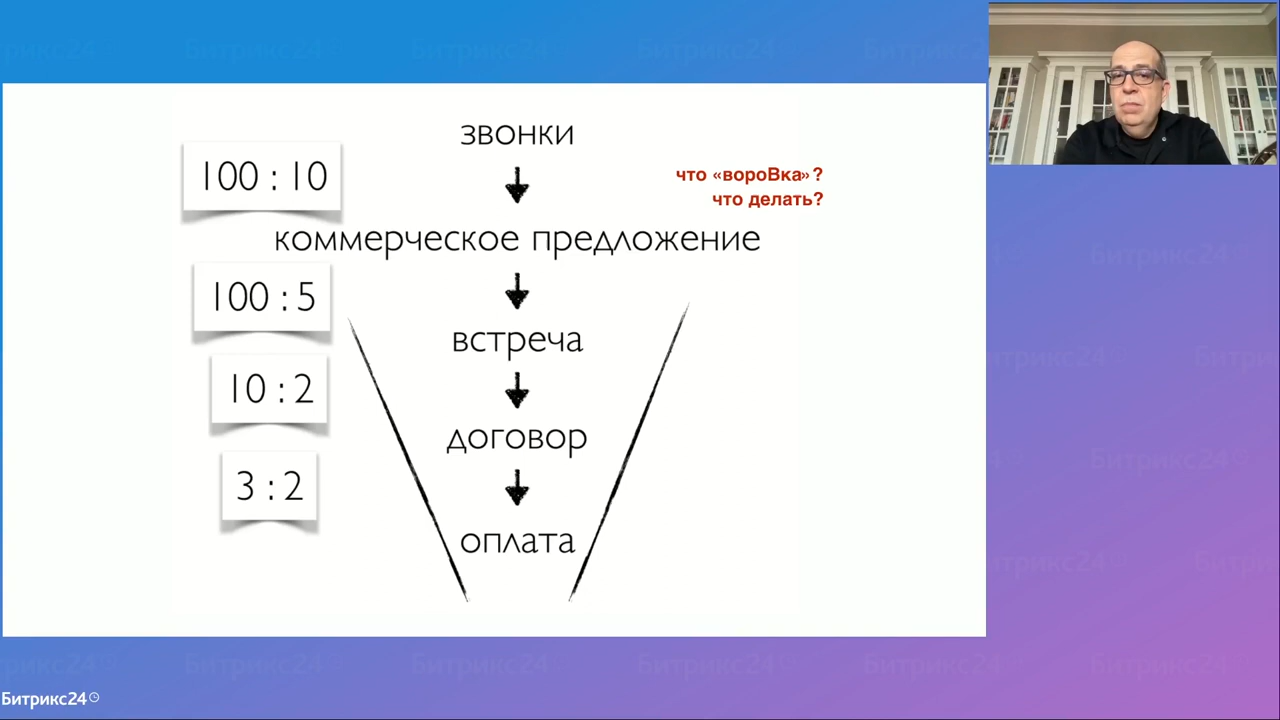 звонки
100 : 10
что «вороВка»?
что делать?
коммерческое предложение
100 : 5
встреча
10 : 2
договор
3 : 2
оплата
Битрикс24